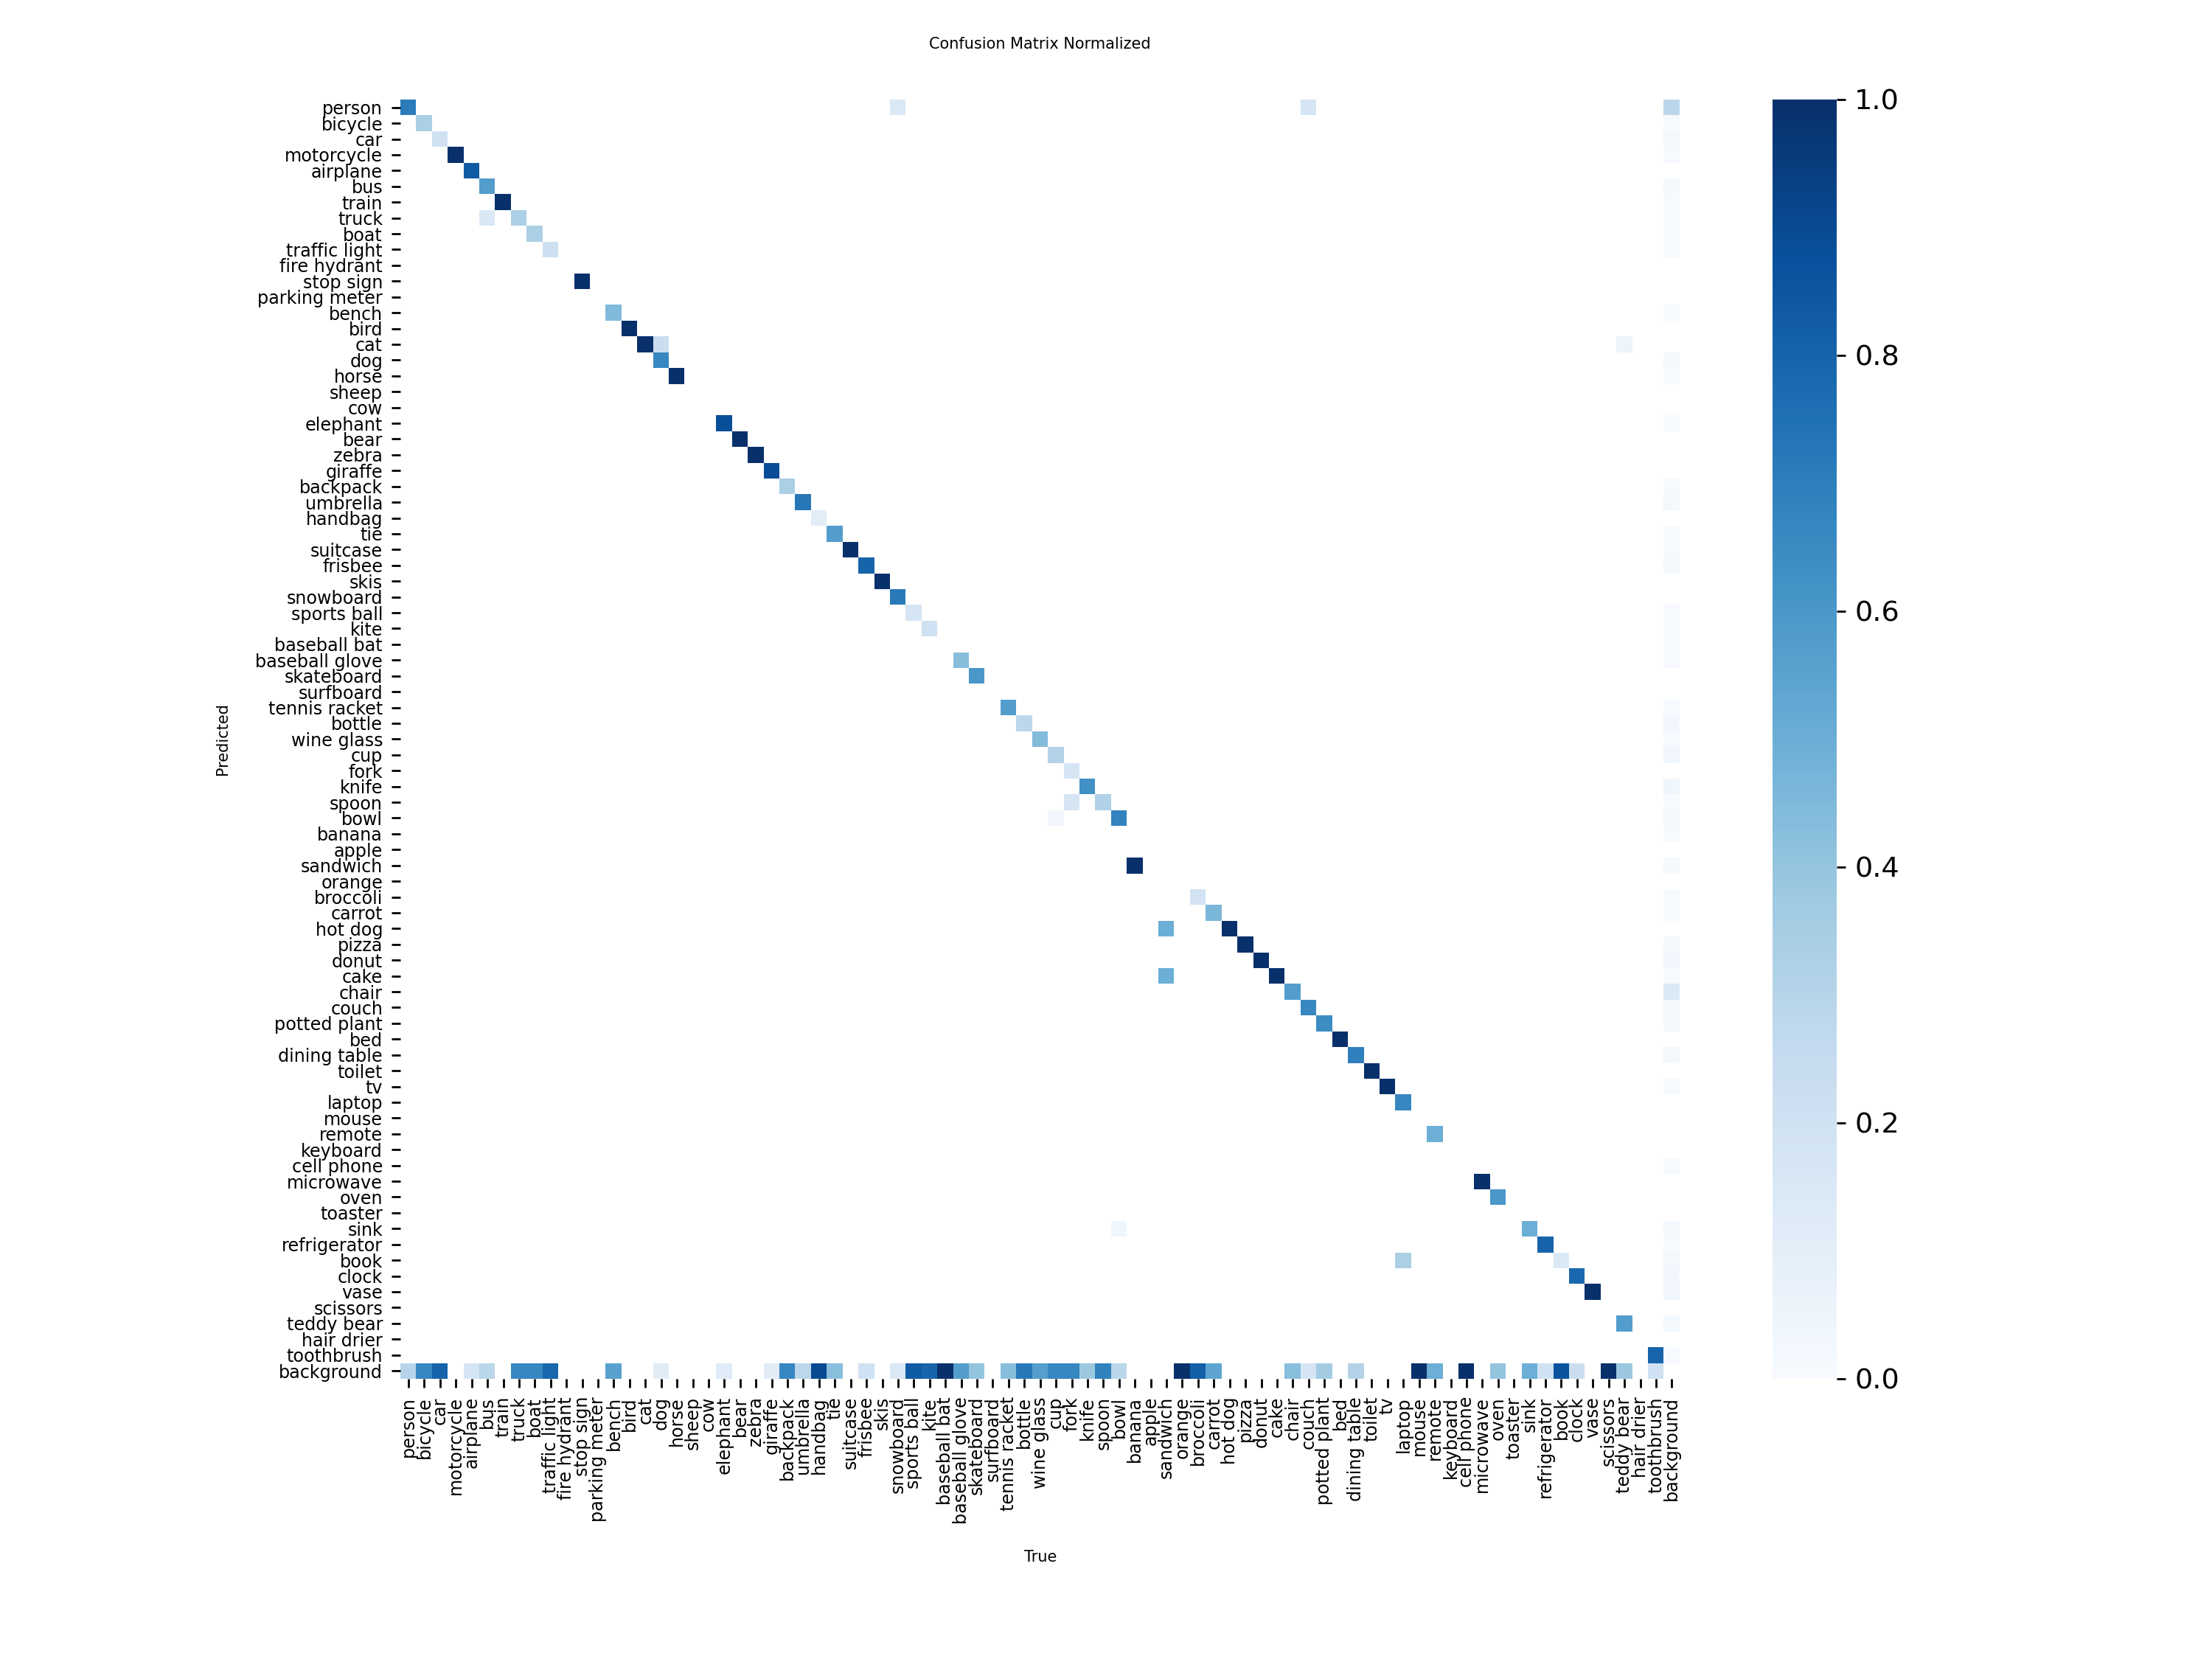 Confusion Matrix Normalized
person
bicycle
car
motorcycle
airplane
bus
train
truck
boat
traffic light
fire hydrant
stop sign
parking meter
bench
bird
cat
dog
horse
sheep
cow
elephant
bear
zebra
giraffe
backpack
umbrella
handbag
tie
suitcase
frisbee
skis
snowboard
sports ball
kite
baseball bat
baseball glove
skateboard
surfboard
tennis racket
bottle
wine glass
cup
fork
knife
spoon
bowl
banana
apple
sandwich
orange
broccoli
carrot
hot dog
pizza
donut
cake
chair
couch
potted plant
bed
dining table
toilet
tv
laptop
mouse
remote
keyboard
cell phone
microwave
oven
toaster
sink
refrigerator
book
clock
vase
scissors
teddy bear
hair drier
toothbrush
background
Predicted
person
bicycle
car
motorcycle
airplane
bus
train
truck
boat
traffic light
fire hydrant
stop sign
parking meter
bench
bird
cat
dog
horse
sheep
cow
elephant
bear
zebra
giraffe
backpack
umbrella
handbag
tie
suitcase
frisbee
skis
snowboard
sports ball
kite
baseball bat
baseball glove
skateboard
surfboard
tennis racket
bottle
wine glass
cup
fork
knife
spoon
bowl
banana
apple
sandwich
orange
broccoli
carrot
hot dog
pizza
donut
cake
chair
couch
potted plant
bed
dining table
toilet
tv
laptop
mouse
remote
keyboard
cell phone
microwave
oven
toaster
sink
refrigerator
book
clock
vase
scissors
teddy bear
hair drier
toothbrush
background
True
1.0
0.8
0.6
0.4
0.2
0.0